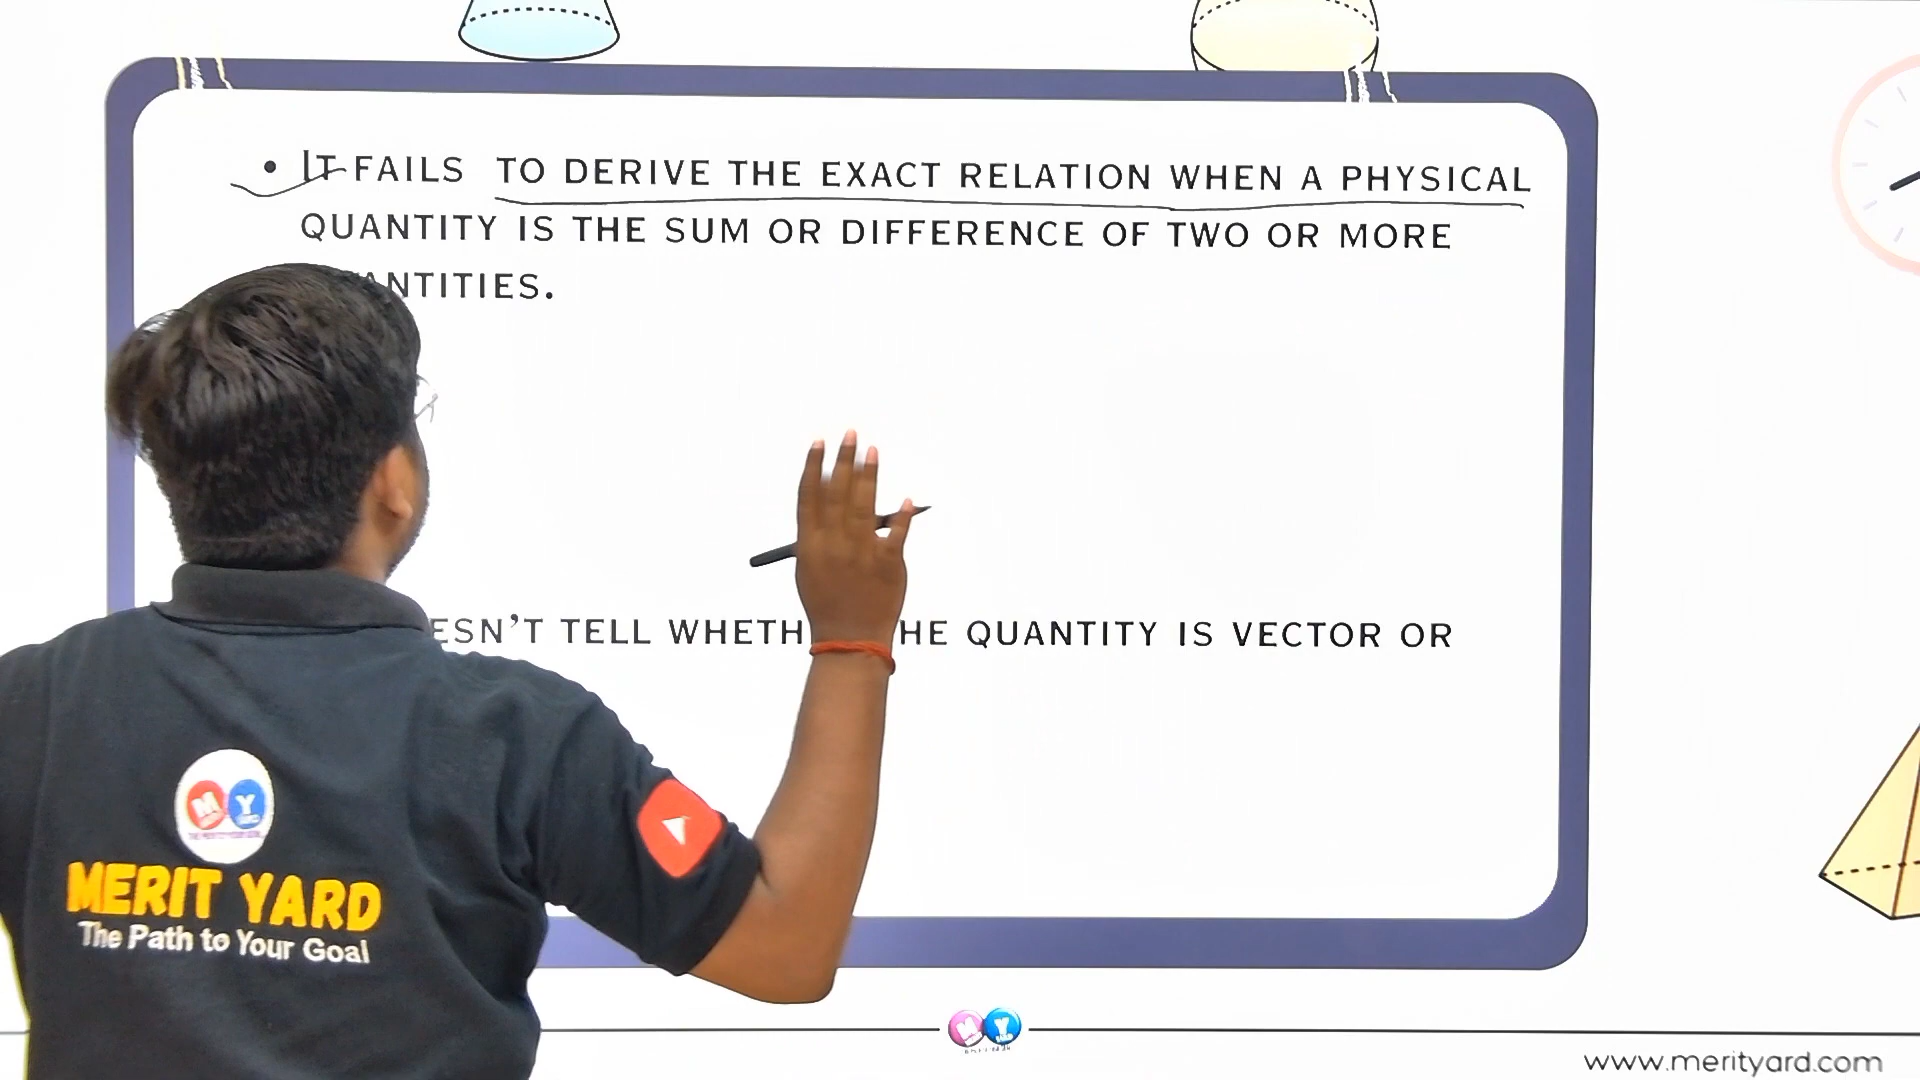 • IT FAILS TO DERIVE THE EXACT RELATION WHEN A PHYSICAL
QUANTITY IS THE SUM OR DIFFERENCE OF TWO OR MORE
ANTITIES.
ESN'T TELL WHETH HE QUANTITY IS VECTOR OR
M Y
MERIT YARD
The Path to Your Goal
M Y
www.merityard.com